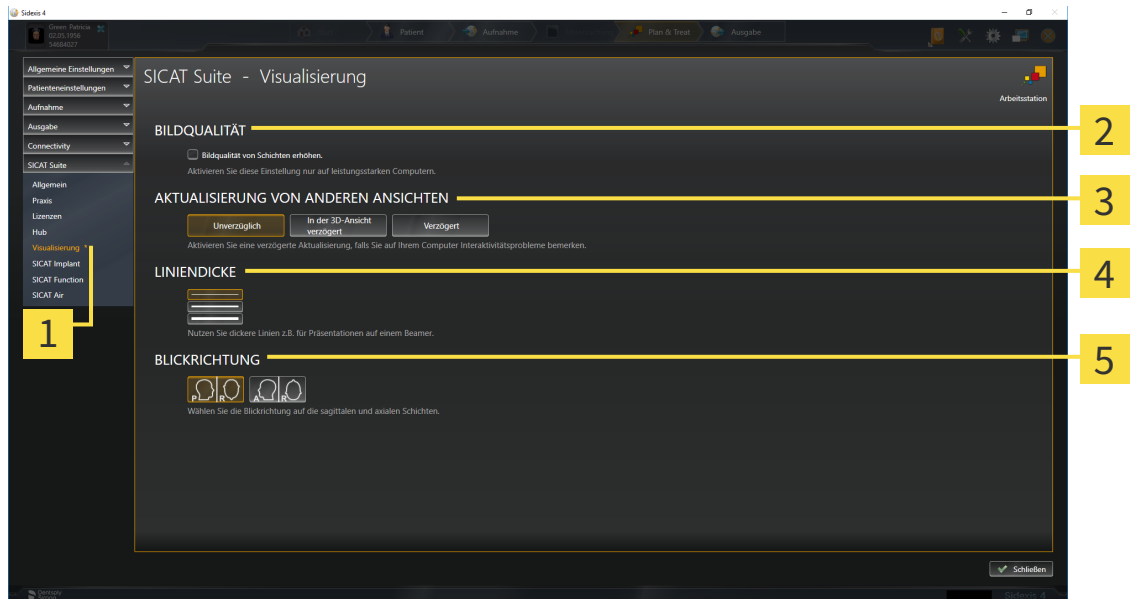 Sidexis 4
Green Patricia
02.05.1956
54684027
Patient
Aufnahme
Plan & Treat
Ausgabe
Allgemeine Einstellungen
Patienteneinstellungen
Aufnahme
Ausgabe
Connectivity
SICAT Suite
Allgemein
Praxis
Lizenzen
Hub
Visualisierung *
SICAT Implant
SICAT Function
SICAT Air
1
SICAT Suite - Visualisierung
Arbeitsstation
BILDQUALITÄT
2
Bildqualität von Schichten erhöhen.
Aktivieren Sie diese Einstellung nur auf leistungsstarken Computern.
AKTUALISIERUNG VON ANDEREN ANSICHTEN
3
Unverzüglich
In der 3D-Ansicht
verzögert
Verzögert
Aktivieren Sie eine verzögerte Aktualisierung, falls Sie auf Ihrem Computer Interaktivitätsprobleme bemerken.
LINIENDICKE
4
Nutzen Sie dickere Linien z.B. für Präsentationen auf einem Beamer.
BLICKRICHTUNG
5
P R
A R
Wählen Sie die Blickrichtung auf die sagittalen und axialen Schichten.
Schließen
Dentsply
Sirona
Sidexis 4